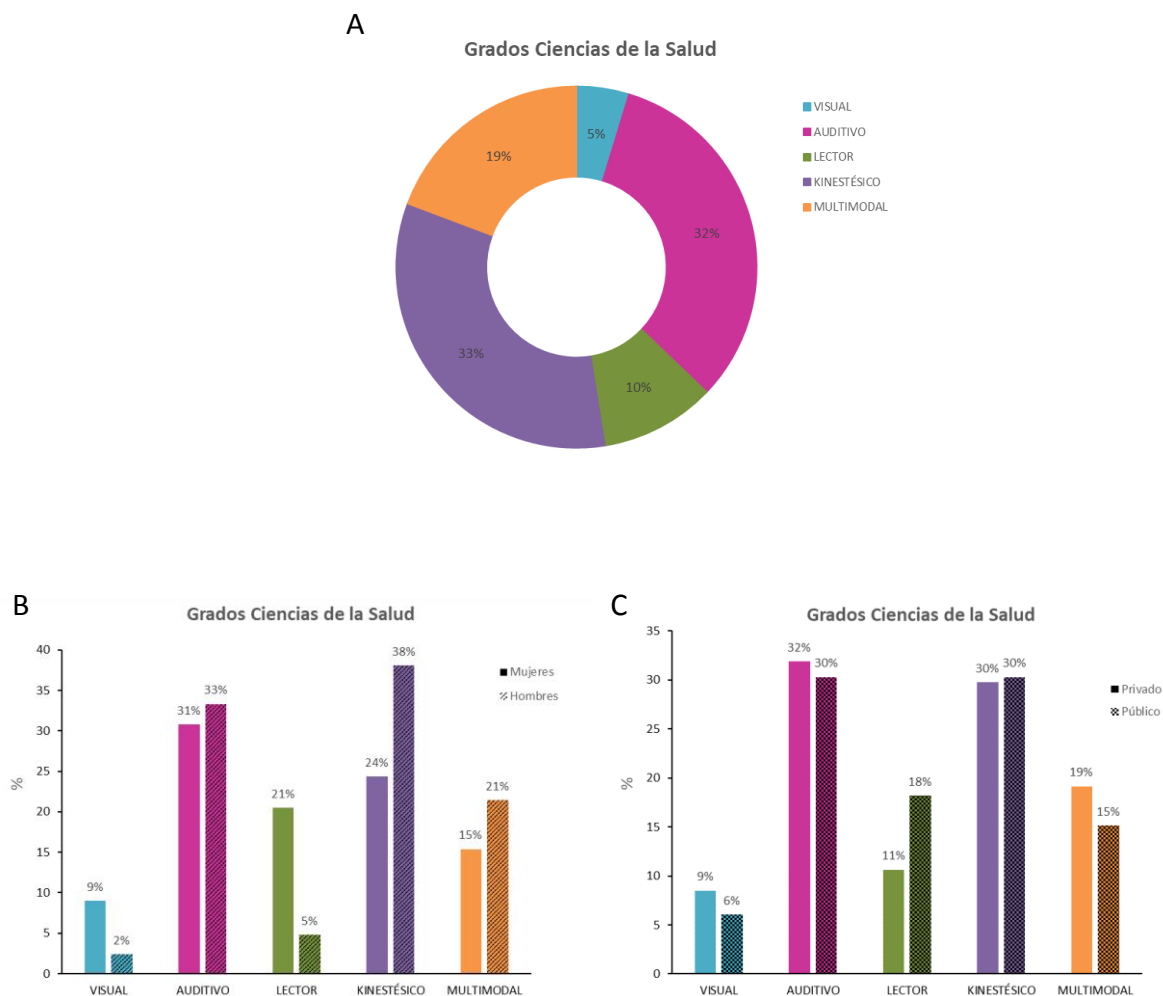 A
Grados Ciencias de la Salud
VISUAL
AUDITIVO
LECTOR
KINESTÉSICO
MULTIMODAL
5%
32%
10%
33%
19%
B
Grados Ciencias de la Salud
%
40
35
30
25
20
15
10
5
0
Mujeres
Hombres
9%
2%
31%
33%
21%
5%
24%
38%
15%
21%
VISUAL
AUDITIVO
LECTOR
KINESTÉSICO
MULTIMODAL
C
Grados Ciencias de la Salud
%
35
30
25
20
15
10
5
0
Privado
Público
9%
6%
32%
30%
11%
18%
30%
30%
19%
15%
VISUAL
AUDITIVO
LECTOR
KINESTÉSICO
MULTIMODAL